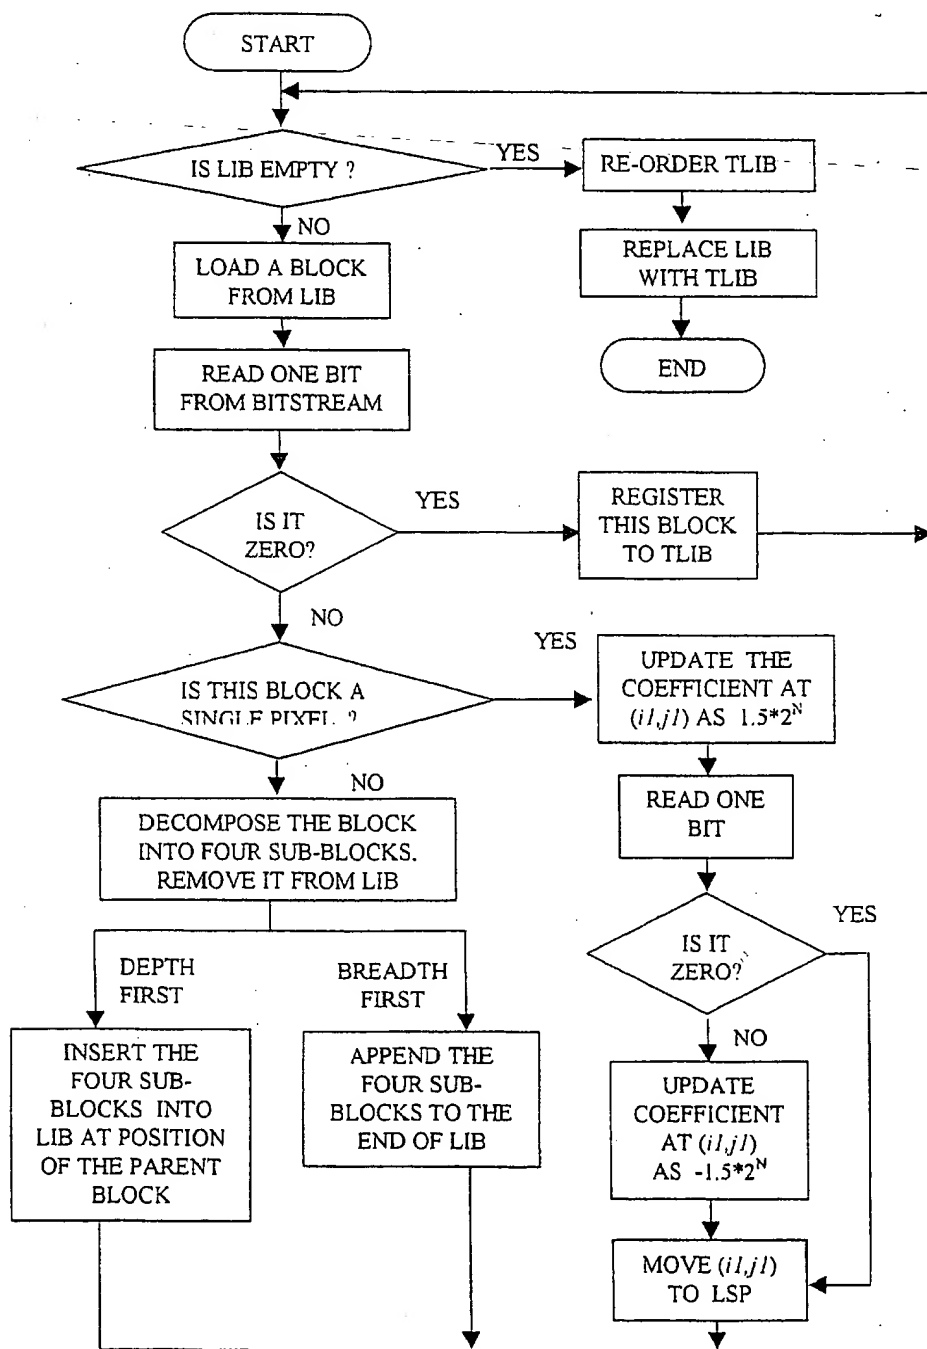 START
IS LIB EMPTY ?
YES
RE-ORDER TLIB
NO
REPLACE LIB
WITH TLIB
LOAD A BLOCK
FROM LIB
END
READ ONE BIT
FROM BITSTREAM
IS IT
ZERO?
YES
REGISTER
THIS BLOCK
TO TLIB
NO
IS THIS BLOCK A
SINGLE PIXEL ?
YES
UPDATE THE
COEFFICIENT AT
(i1,j1) AS 1.5*2^N
NO
READ ONE
BIT
DECOMPOSE THE BLOCK
INTO FOUR SUB-BLOCKS.
REMOVE IT FROM LIB
IS IT
ZERO?
YES
DEPTH
FIRST
BREADTH
FIRST
NO
INSERT THE
FOUR SUB-
BLOCKS INTO
LIB AT POSITION
OF THE PARENT
BLOCK
APPEND THE
FOUR SUB-
BLOCKS TO THE
END OF LIB
UPDATE
COEFFICIENT
AT (i1,j1)
AS -1.5*2^N
MOVE (i1,j1)
TO LSP